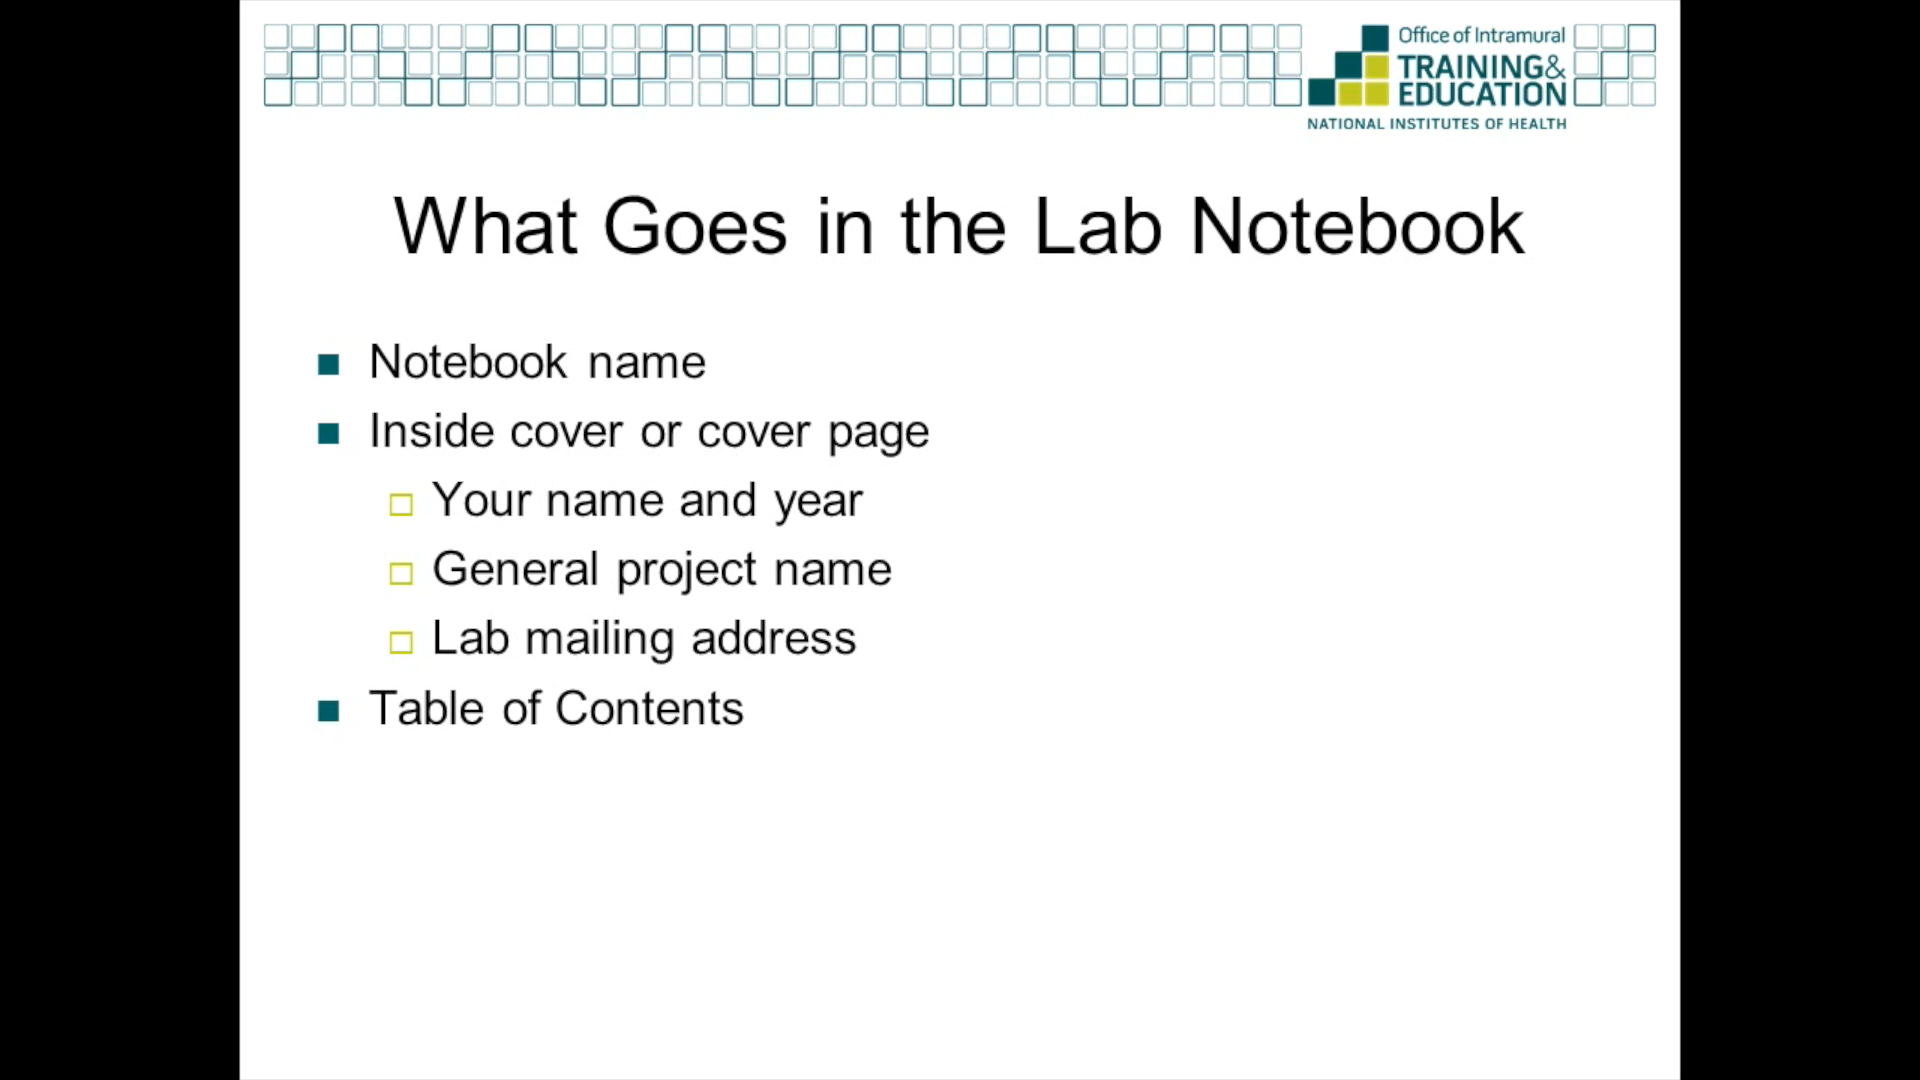 Office of Intramural
TRAINING&
EDUCATION
NATIONAL INSTITUTES OF HEALTH
What Goes in the Lab Notebook
Notebook name
Inside cover or cover page
Your name and year
General project name
Lab mailing address
Table of Contents